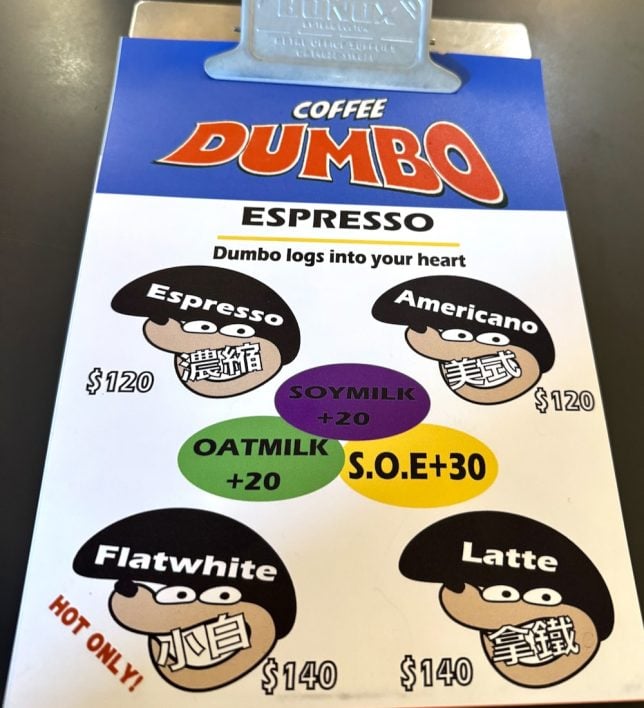 BONOX
COFFEE
DUMBO
ESPRESSO
Dumbo logs into your heart
Espresso
濃縮
$120
Americano
美式
$120
SOYMILK
+20
OATMILK
+20
S.O.E+30
Flatwhite
小白
$140
HOT ONLY!
Latte
拿鐵
$140